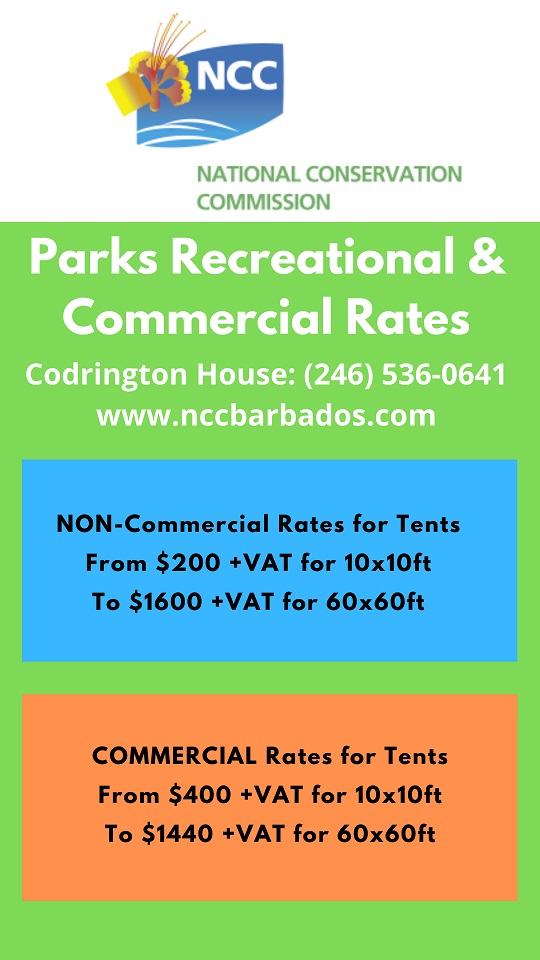 NCC
NATIONAL CONSERVATION
COMMISSION
Parks Recreational &
Commercial Rates
Codrington House: (246) 536-0641
www.nccbarbados.com
NON-Commercial Rates for Tents
From $200 +VAT for 10x10ft
To $1600 +VAT for 60x60ft
COMMERCIAL Rates for Tents
From $400 +VAT for 10x10ft
To $1440 +VAT for 60x60ft